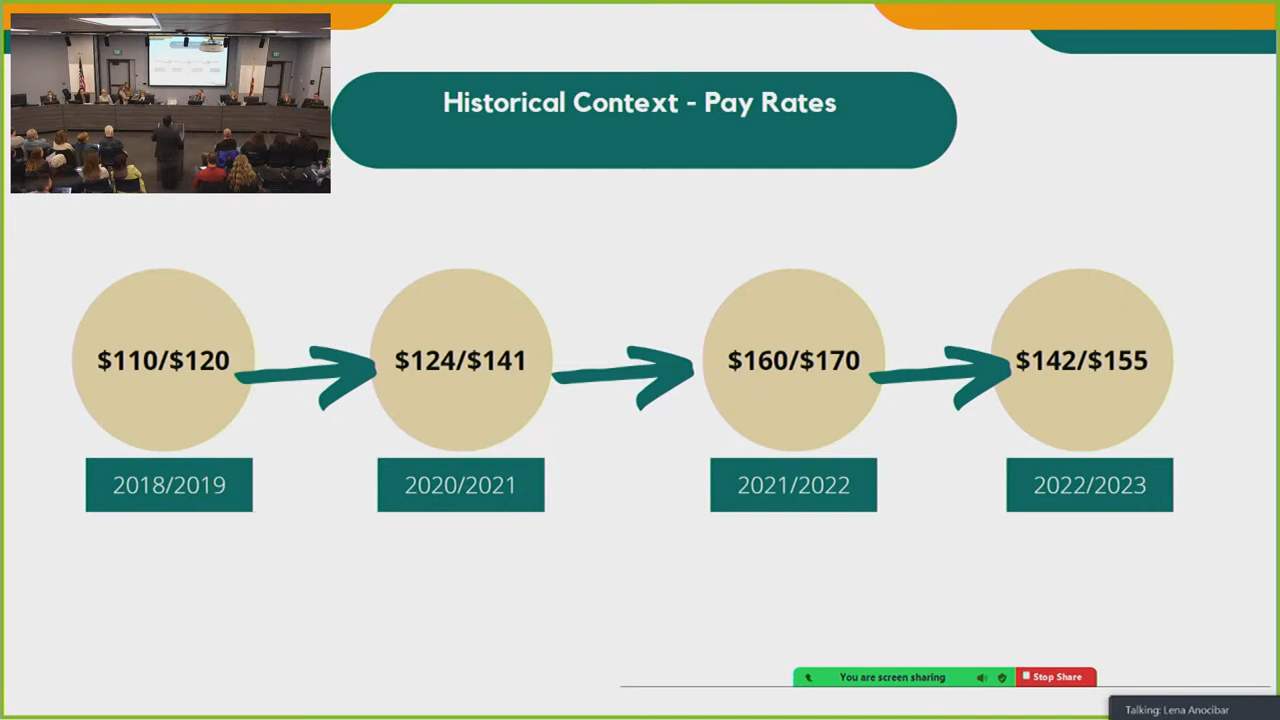 Historical Context - Pay Rates
$110/$120
$124/$141
$160/$170
$142/$155
2018/2019
2020/2021
2021/2022
2022/2023
You are screen sharing
Stop Share
Talking: Lena Anocibar